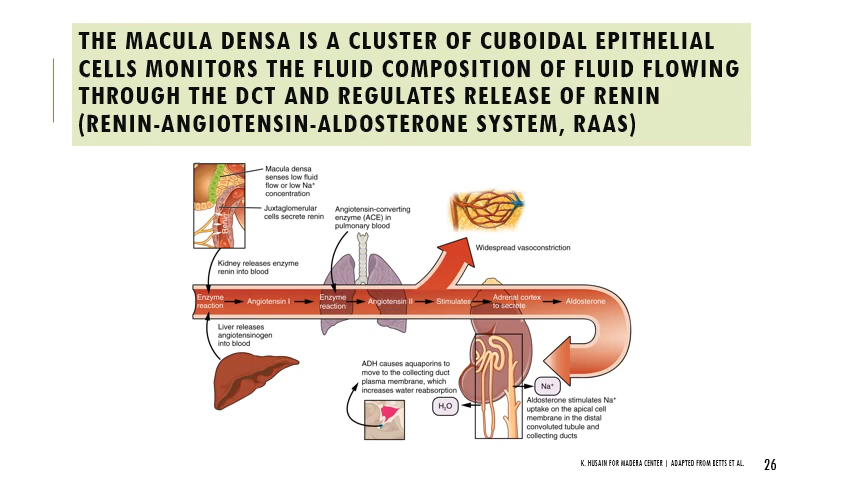 THE MACULA DENSA IS A CLUSTER OF CUBOIDAL EPITHELIAL
CELLS MONITORS THE FLUID COMPOSITION OF FLUID FLOWING
THROUGH THE DCT AND REGULATES RELEASE OF RENIN
(RENIN-ANGIOTENSIN-ALDOSTERONE SYSTEM, RAAS)
Macula densa
senses low fluid
flow or low Na⁺
concentration
Juxtaglomerular
cells secrete renin
Renin
Angiotensin-converting
enzyme (ACE) in
pulmonary blood
Widespread vasoconstriction
Kidney releases enzyme
renin into blood
Enzyme
reaction
Angiotensin I
Enzyme
reaction
Angiotensin II
Stimulates
Adrenal cortex
to secrete
Aldosterone
Liver releases
angiotensinogen
into blood
ADH causes aquaporins to
move to the collecting duct
plasma membrane, which
increases water reabsorption
H₂O
Na⁺
Aldosterone stimulates Na⁺
uptake on the apical cell
membrane in the distal
convoluted tubule and
collecting ducts
K. HUSAIN FOR MADERA CENTER | ADAPTED FROM BETTS ET AL.
26